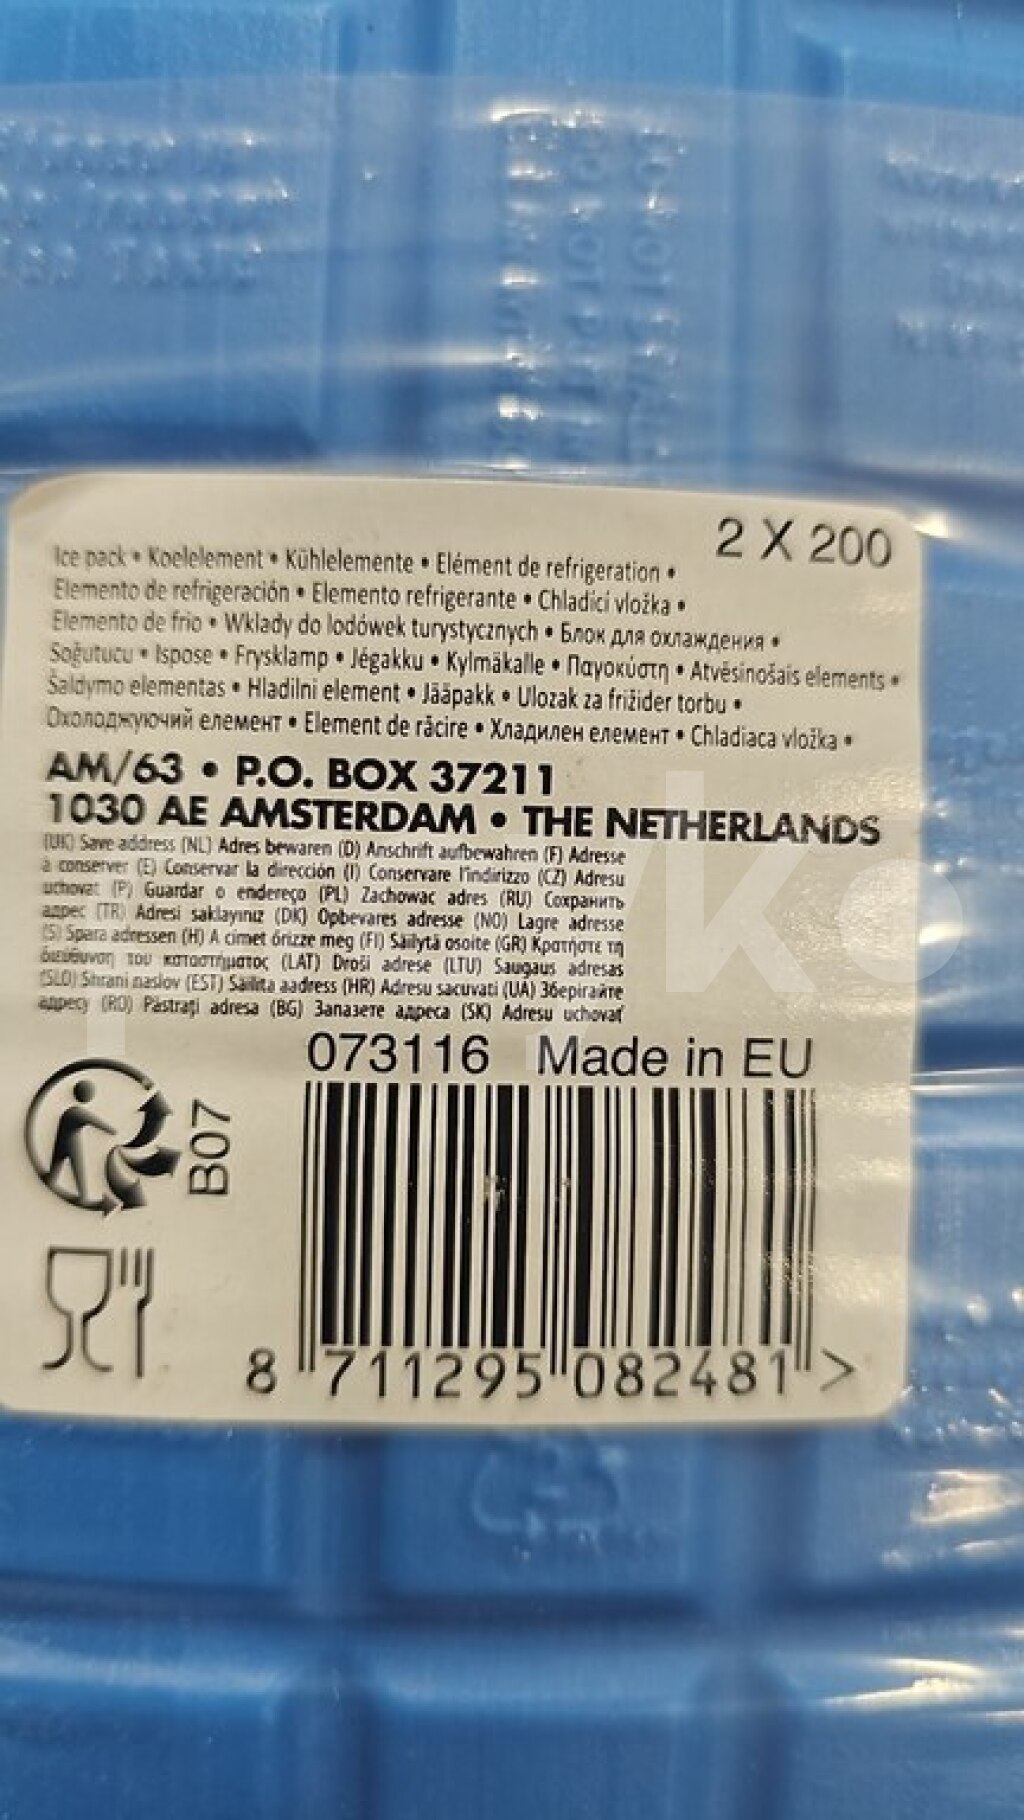 2 X 200
Ice pack • Koelelement • Kühlelemente • Elément de refrigeration •
Elemento de refrigeración • Elemento refrigerante • Chladící vložka •
Elemento de frio • Wklady do lodówek turystycznych • Блок для охлаждения •
Soğutucu • Ispose • Frysklamp • Jégakku • Kylmäkalle • Παγοκύστη • Atvēsinošais elements •
Šaldymo elementas • Hladilni element • Jääpakk • Ulozak za frižider torbu •
Охолоджуючий елемент • Element de răcire • Хладилен елемент • Chladiaca vložka •
AM/63 • P.O. BOX 37211
1030 AE AMSTERDAM • THE NETHERLANDS
(UK) Save address (NL) Adres bewaren (D) Anschrift aufbewahren (F) Adresse
à conserver (E) Conservar la dirección (I) Conservare l'indirizzo (CZ) Adresu
uchovat (P) Guardar o endereço (PL) Zachowac adres (RU) Сохранить
адрес (TR) Adresi saklayınız (DK) Opbevares adresse (NO) Lagre adresse
(S) Spara adressen (H) A cimet őrizze meg (FI) Säilytä osoite (GR) Κρατήστε τη
διεύθυνση του καταστήματος (LAT) Droši adrese (LTU) Saugaus adresas
(SLO) Shrani naslov (EST) Säilita aadress (HR) Adresu sacuvati (UA) Зберігайте
адресу (RO) Păstraţi adresa (BG) Запазете адреса (SK) Adresu uchovať
073116 Made in EU
B07
8 711295 082481 >